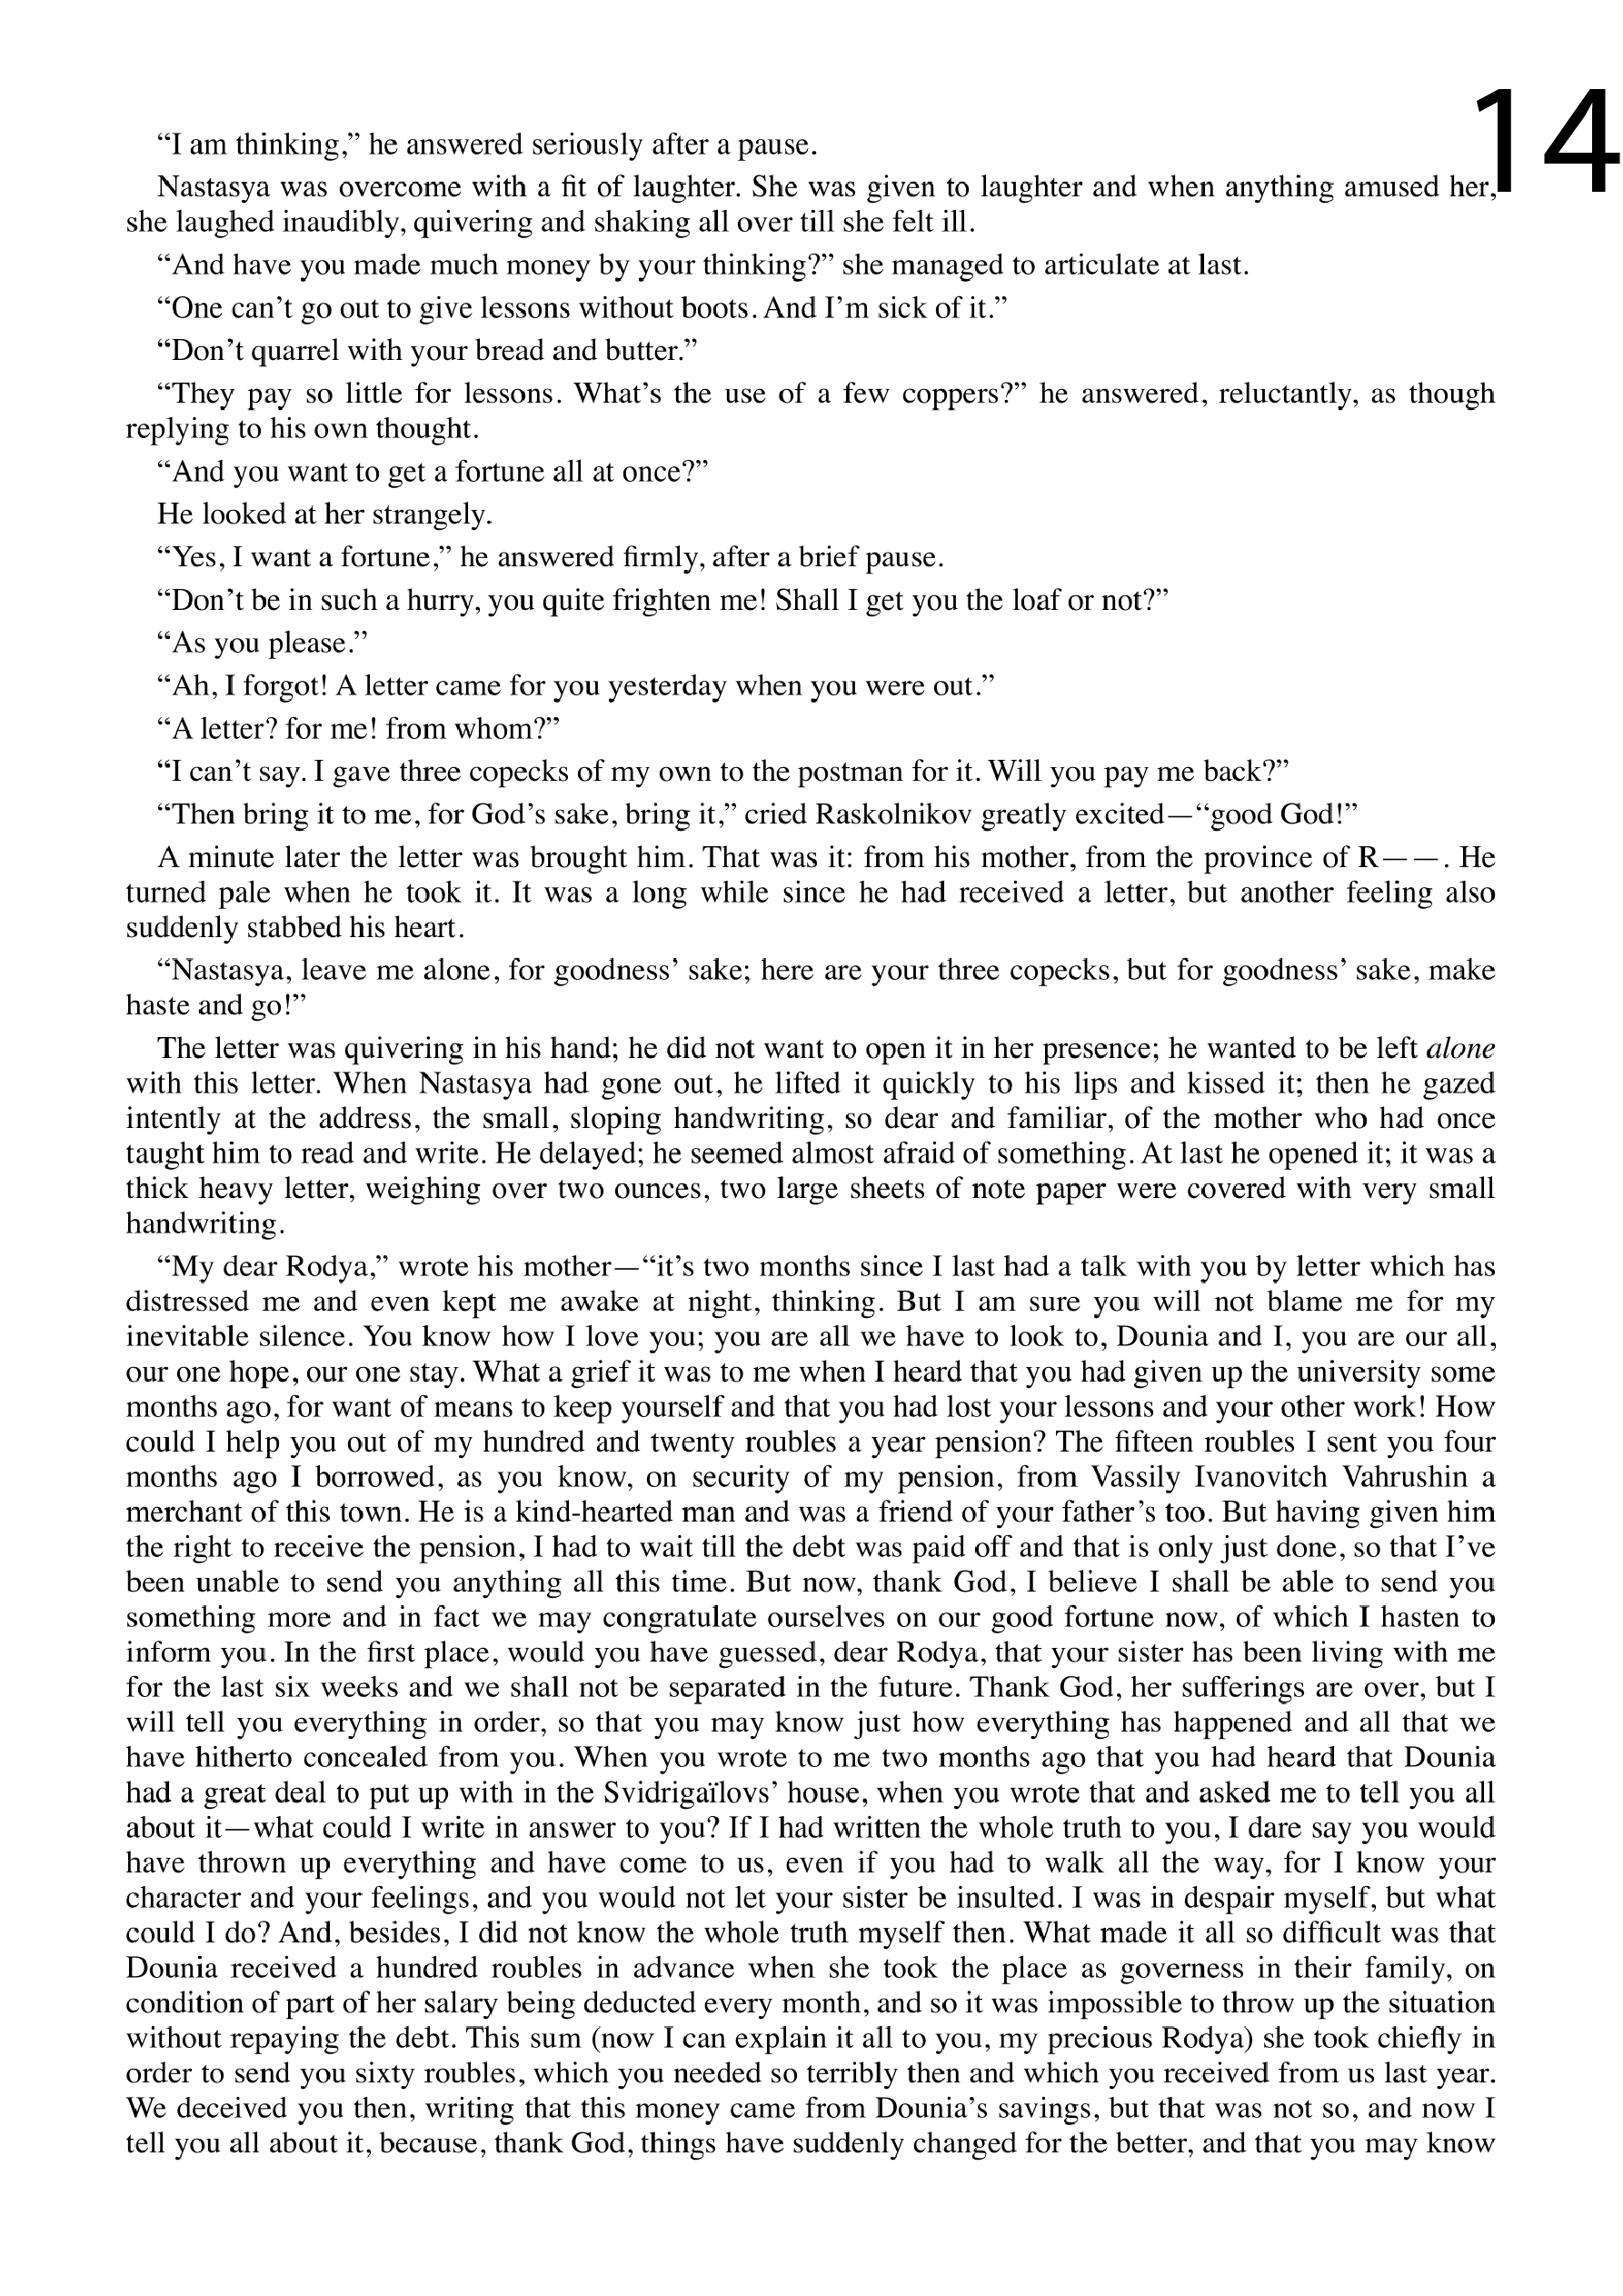 14
“I am thinking,” he answered seriously after a pause.
Nastasya was overcome with a fit of laughter. She was given to laughter and when anything amused her,
she laughed inaudibly, quivering and shaking all over till she felt ill.
“And have you made much money by your thinking?” she managed to articulate at last.
“One can’t go out to give lessons without boots. And I’m sick of it.”
“Don’t quarrel with your bread and butter.”
“They pay so little for lessons. What’s the use of a few coppers?” he answered, reluctantly, as though
replying to his own thought.
“And you want to get a fortune all at once?”
He looked at her strangely.
“Yes, I want a fortune,” he answered firmly, after a brief pause.
“Don’t be in such a hurry, you quite frighten me! Shall I get you the loaf or not?”
“As you please.”
“Ah, I forgot! A letter came for you yesterday when you were out.”
“A letter? for me! from whom?”
“I can’t say. I gave three copecks of my own to the postman for it. Will you pay me back?”
“Then bring it to me, for God’s sake, bring it,” cried Raskolnikov greatly excited—“good God!”
A minute later the letter was brought him. That was it: from his mother, from the province of R— —. He
turned pale when he took it. It was a long while since he had received a letter, but another feeling also
suddenly stabbed his heart.
“Nastasya, leave me alone, for goodness’ sake; here are your three copecks, but for goodness’ sake, make
haste and go!”
The letter was quivering in his hand; he did not want to open it in her presence; he wanted to be left alone
with this letter. When Nastasya had gone out, he lifted it quickly to his lips and kissed it; then he gazed
intently at the address, the small, sloping handwriting, so dear and familiar, of the mother who had once
taught him to read and write. He delayed; he seemed almost afraid of something. At last he opened it; it was a
thick heavy letter, weighing over two ounces, two large sheets of note paper were covered with very small
handwriting.
“My dear Rodya,” wrote his mother—“it’s two months since I last had a talk with you by letter which has
distressed me and even kept me awake at night, thinking. But I am sure you will not blame me for my
inevitable silence. You know how I love you; you are all we have to look to, Dounia and I, you are our all,
our one hope, our one stay. What a grief it was to me when I heard that you had given up the university some
months ago, for want of means to keep yourself and that you had lost your lessons and your other work! How
could I help you out of my hundred and twenty roubles a year pension? The fifteen roubles I sent you four
months ago I borrowed, as you know, on security of my pension, from Vassily Ivanovitch Vahrushin a
merchant of this town. He is a kind-hearted man and was a friend of your father’s too. But having given him
the right to receive the pension, I had to wait till the debt was paid off and that is only just done, so that I’ve
been unable to send you anything all this time. But now, thank God, I believe I shall be able to send you
something more and in fact we may congratulate ourselves on our good fortune now, of which I hasten to
inform you. In the first place, would you have guessed, dear Rodya, that your sister has been living with me
for the last six weeks and we shall not be separated in the future. Thank God, her sufferings are over, but I
will tell you everything in order, so that you may know just how everything has happened and all that we
have hitherto concealed from you. When you wrote to me two months ago that you had heard that Dounia
had a great deal to put up with in the Svidrigaïlovs’ house, when you wrote that and asked me to tell you all
about it—what could I write in answer to you? If I had written the whole truth to you, I dare say you would
have thrown up everything and have come to us, even if you had to walk all the way, for I know your
character and your feelings, and you would not let your sister be insulted. I was in despair myself, but what
could I do? And, besides, I did not know the whole truth myself then. What made it all so difficult was that
Dounia received a hundred roubles in advance when she took the place as governess in their family, on
condition of part of her salary being deducted every month, and so it was impossible to throw up the situation
without repaying the debt. This sum (now I can explain it all to you, my precious Rodya) she took chiefly in
order to send you sixty roubles, which you needed so terribly then and which you received from us last year.
We deceived you then, writing that this money came from Dounia’s savings, but that was not so, and now I
tell you all about it, because, thank God, things have suddenly changed for the better, and that you may know